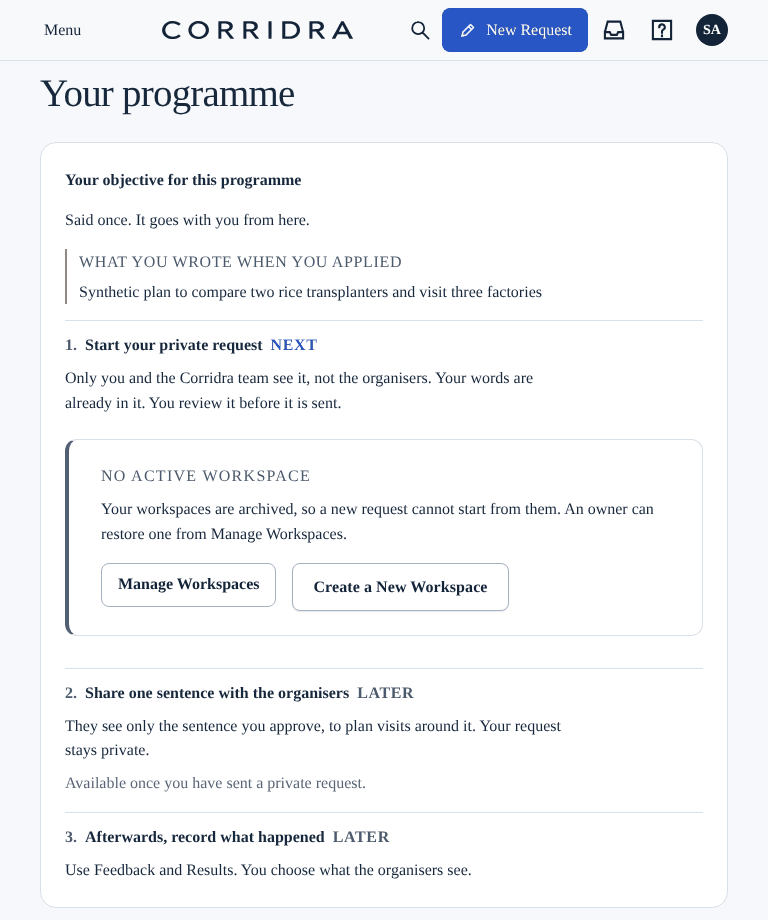 Menu
CORRIDRA
New Request
SA
Your programme
Your objective for this programme
Said once. It goes with you from here.
WHAT YOU WROTE WHEN YOU APPLIED
Synthetic plan to compare two rice transplanters and visit three factories
1. Start your private request NEXT
Only you and the Corridra team see it, not the organisers. Your words are
already in it. You review it before it is sent.
NO ACTIVE WORKSPACE
Your workspaces are archived, so a new request cannot start from them. An owner can
restore one from Manage Workspaces.
Manage Workspaces
Create a New Workspace
2. Share one sentence with the organisers LATER
They see only the sentence you approve, to plan visits around it. Your request
stays private.
Available once you have sent a private request.
3. Afterwards, record what happened LATER
Use Feedback and Results. You choose what the organisers see.